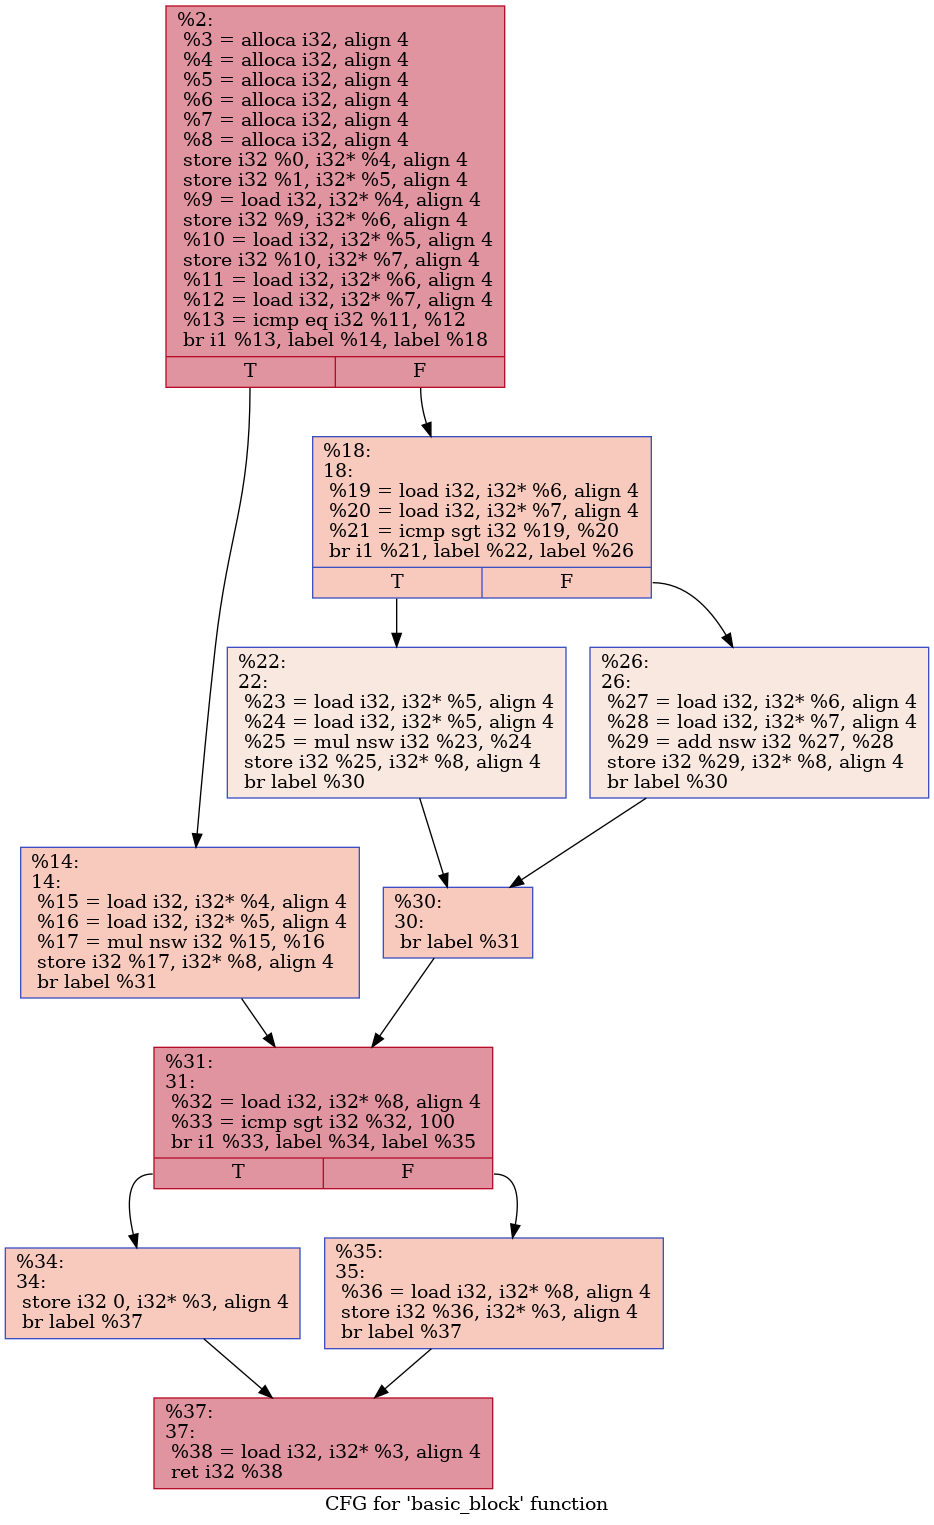 %2:
%3 = alloca i32, align 4
%4 = alloca i32, align 4
%5 = alloca i32, align 4
%6 = alloca i32, align 4
%7 = alloca i32, align 4
%8 = alloca i32, align 4
store i32 %0, i32* %4, align 4
store i32 %1, i32* %5, align 4
%9 = load i32, i32* %4, align 4
store i32 %9, i32* %6, align 4
%10 = load i32, i32* %5, align 4
store i32 %10, i32* %7, align 4
%11 = load i32, i32* %6, align 4
%12 = load i32, i32* %7, align 4
%13 = icmp eq i32 %11, %12
br i1 %13, label %14, label %18
T F
%18:
18:
%19 = load i32, i32* %6, align 4
%20 = load i32, i32* %7, align 4
%21 = icmp sgt i32 %19, %20
br i1 %21, label %22, label %26
T F
%22:
22:
%23 = load i32, i32* %5, align 4
%24 = load i32, i32* %5, align 4
%25 = mul nsw i32 %23, %24
store i32 %25, i32* %8, align 4
br label %30
%26:
26:
%27 = load i32, i32* %6, align 4
%28 = load i32, i32* %7, align 4
%29 = add nsw i32 %27, %28
store i32 %29, i32* %8, align 4
br label %30
%14:
14:
%15 = load i32, i32* %4, align 4
%16 = load i32, i32* %5, align 4
%17 = mul nsw i32 %15, %16
store i32 %17, i32* %8, align 4
br label %31
%30:
30:
br label %31
%31:
31:
%32 = load i32, i32* %8, align 4
%33 = icmp sgt i32 %32, 100
br i1 %33, label %34, label %35
T F
%34:
34:
store i32 0, i32* %3, align 4
br label %37
%35:
35:
%36 = load i32, i32* %8, align 4
store i32 %36, i32* %3, align 4
br label %37
%37:
37:
%38 = load i32, i32* %3, align 4
ret i32 %38
CFG for 'basic_block' function